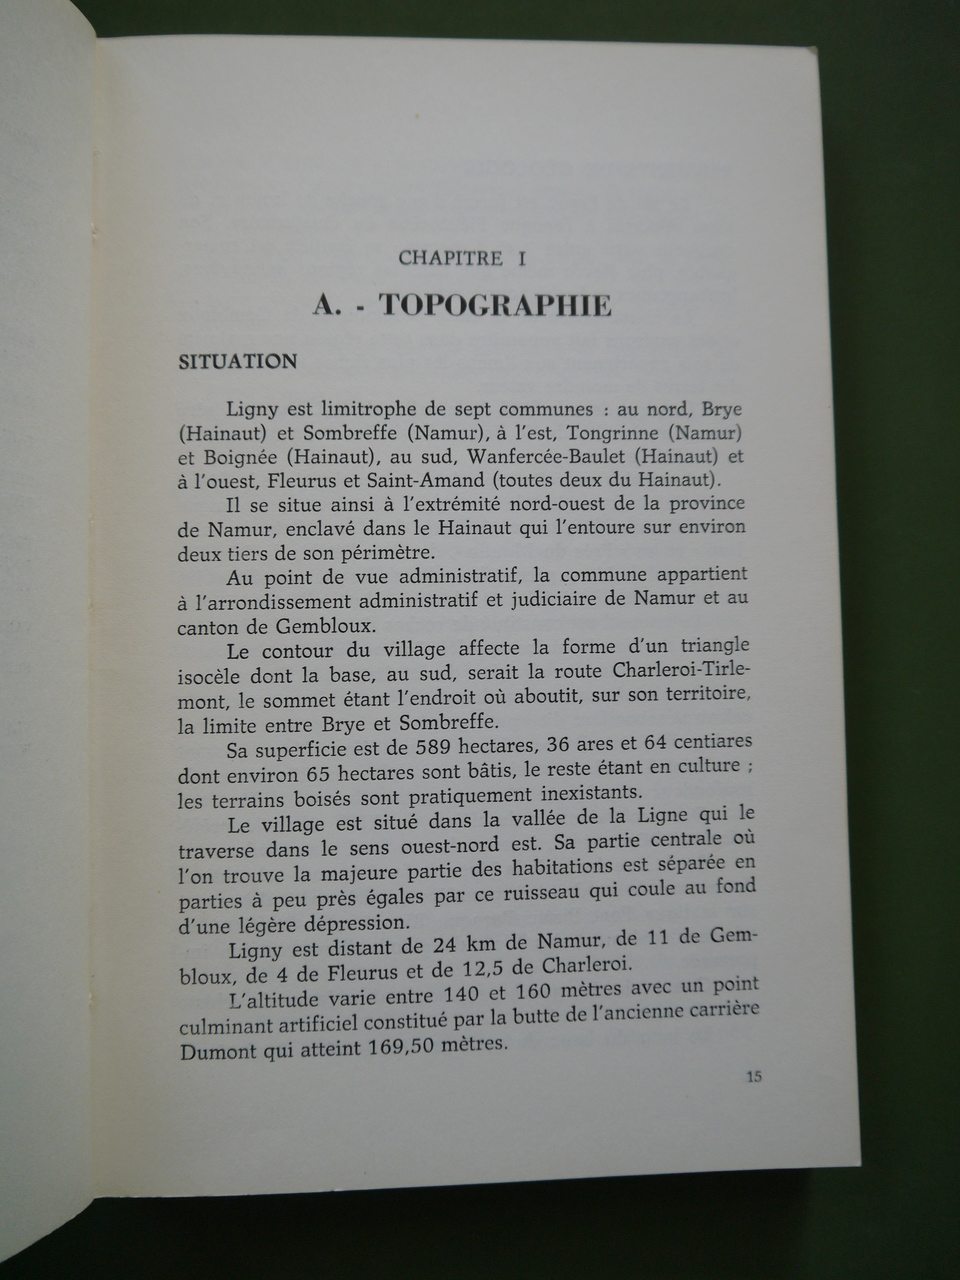 CHAPITRE I
A. - TOPOGRAPHIE
SITUATION
Ligny est limitrophe de sept communes : au nord, Brye
(Hainaut) et Sombreffe (Namur), à l'est, Tongrinne (Namur)
et Boignée (Hainaut), au sud, Wanfercée-Baulet (Hainaut) et
à l'ouest, Fleurus et Saint-Amand (toutes deux du Hainaut).
Il se situe ainsi à l'extrémité nord-ouest de la province
de Namur, enclavé dans le Hainaut qui l'entoure sur environ
deux tiers de son périmètre.
Au point de vue administratif, la commune appartient
à l'arrondissement administratif et judiciaire de Namur et au
canton de Gembloux.
Le contour du village affecte la forme d'un triangle
isocèle dont la base, au sud, serait la route Charleroi-Tirle-
mont, le sommet étant l'endroit où aboutit, sur son territoire,
la limite entre Brye et Sombreffe.
Sa superficie est de 589 hectares, 36 ares et 64 centiares
dont environ 65 hectares sont bâtis, le reste étant en culture ;
les terrains boisés sont pratiquement inexistants.
Le village est situé dans la vallée de la Ligne qui le
traverse dans le sens ouest-nord est. Sa partie centrale où
l'on trouve la majeure partie des habitations est séparée en
parties à peu près égales par ce ruisseau qui coule au fond
d'une légère dépression.
Ligny est distant de 24 km de Namur, de 11 de Gem-
bloux, de 4 de Fleurus et de 12,5 de Charleroi.
L'altitude varie entre 140 et 160 mètres avec un point
culminant artificiel constitué par la butte de l'ancienne carrière
Dumont qui atteint 169,50 mètres.
15